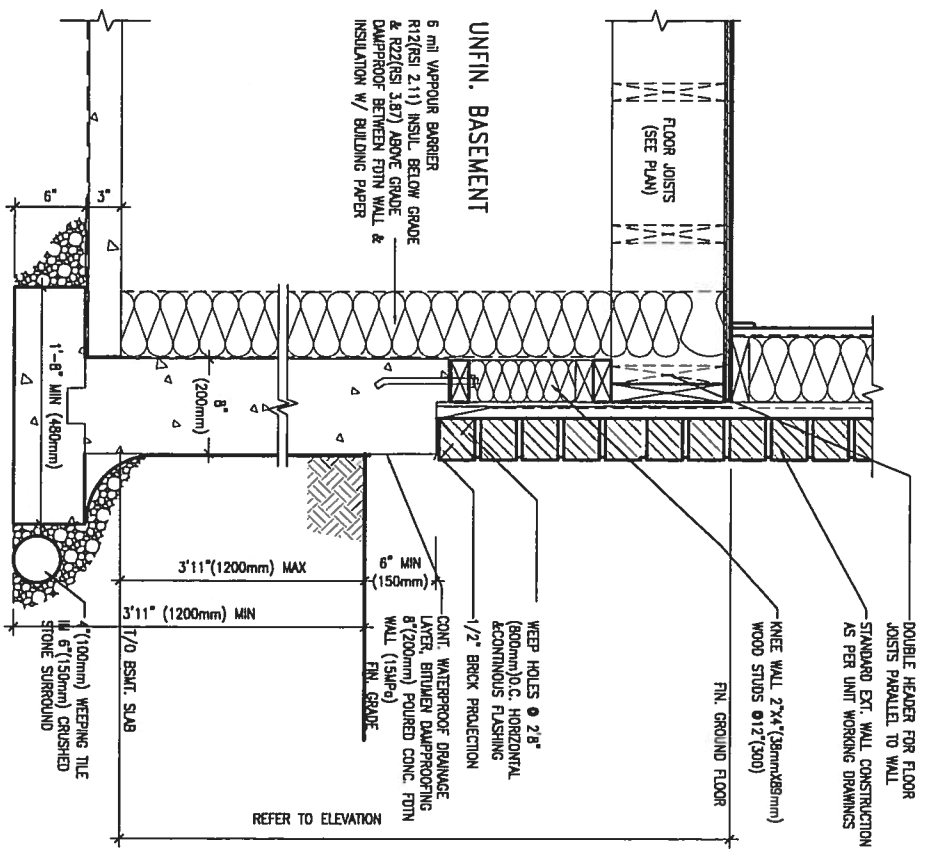 UNFIN. BASEMENT
6 mil VAPPOUR BARRIER
R12(RSI 2.11) INSUL. BELOW GRADE
& R22(RSI 3.87) ABOVE GRADE
DAMPPROOF BETWEEN FDTN WALL &
INSULATION W/ BUILDING PAPER
FLOOR JOISTS
(SEE PLAN)
6"
3"
1'-8" MIN (480mm)
8"
(200mm)
3'11"(1200mm) MAX
6" MIN
(150mm)
3'11" (1200mm) MIN
REFER TO ELEVATION
DOUBLE HEADER FOR FLOOR
JOISTS PARALLEL TO WALL
STANDARD EXT. WALL CONSTRUCTION
AS PER UNIT WORKING DRAWINGS
KNEE WALL 2"X4"(38mmX89mm)
WOOD STUDS @12"(300)
FIN. GROUND FLOOR
WEEP HOLES @ 2'8"
(800mm)O.C. HORIZONTAL
&CONTINOUS FLASHING
1/2" BRICK PROJECTION
CONT. WATERPROOF DRAINAGE
LAYER, BITUMEN DAMPPROOFING
8"(200mm) POURED CONC. FDTN
WALL (15MPa)
FIN. GRADE
T/O BSMT. SLAB
4"(100mm) WEEPING TILE
IN 6"(150mm) CRUSHED
STONE SURROUND